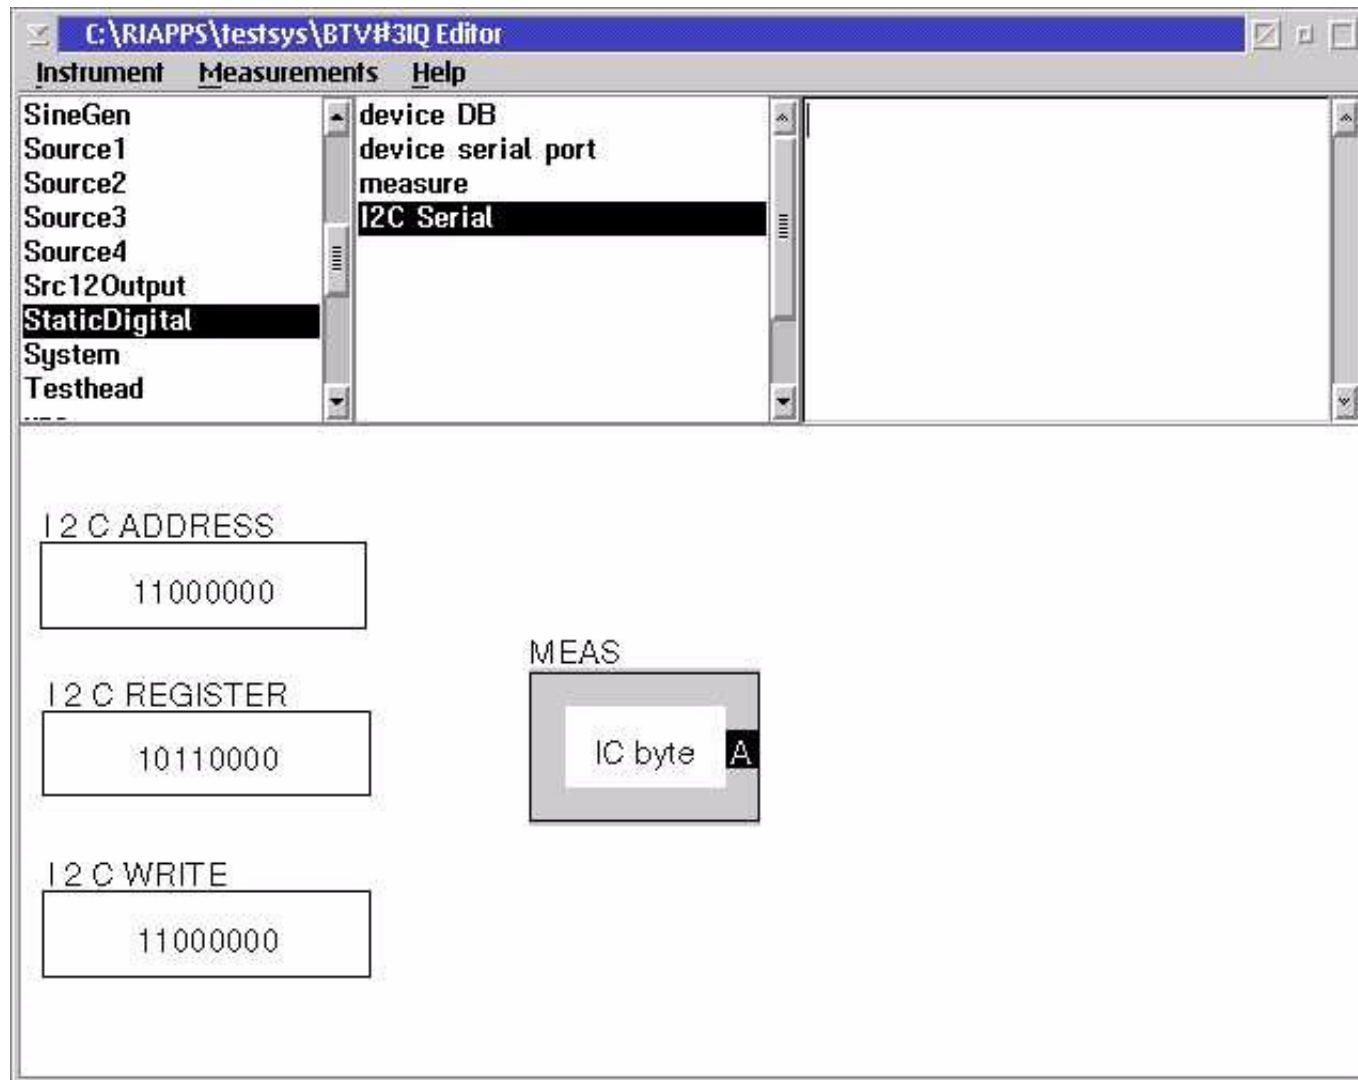 C:\RIAPPS\testsys\BTV#3IQ Editor
Instrument Measurements Help
SineGen
Source1
Source2
Source3
Source4
Src12Output
StaticDigital
System
Testhead
device DB
device serial port
measure
I2C Serial
I 2 C ADDRESS
11000000
I 2 C REGISTER
10110000
I 2 C WRITE
11000000
MEAS
IC byte A